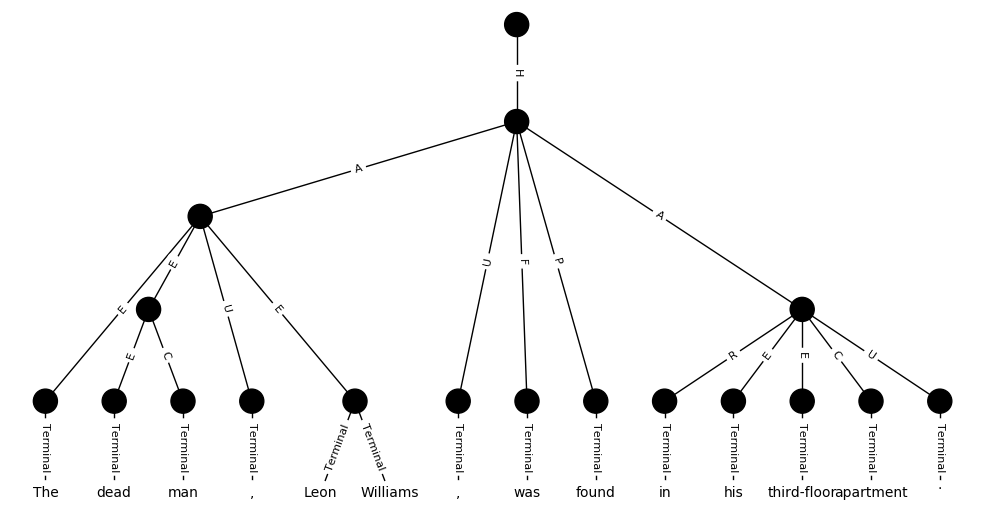 H
A
U
F
P
A
E
E
U
E
E
C
R
E
E
C
U
Terminal Terminal Terminal Terminal Terminal Terminal Terminal Terminal Terminal Terminal Terminal Terminal Terminal Terminal
The dead man , Leon Williams , was found in his third-floor apartment .